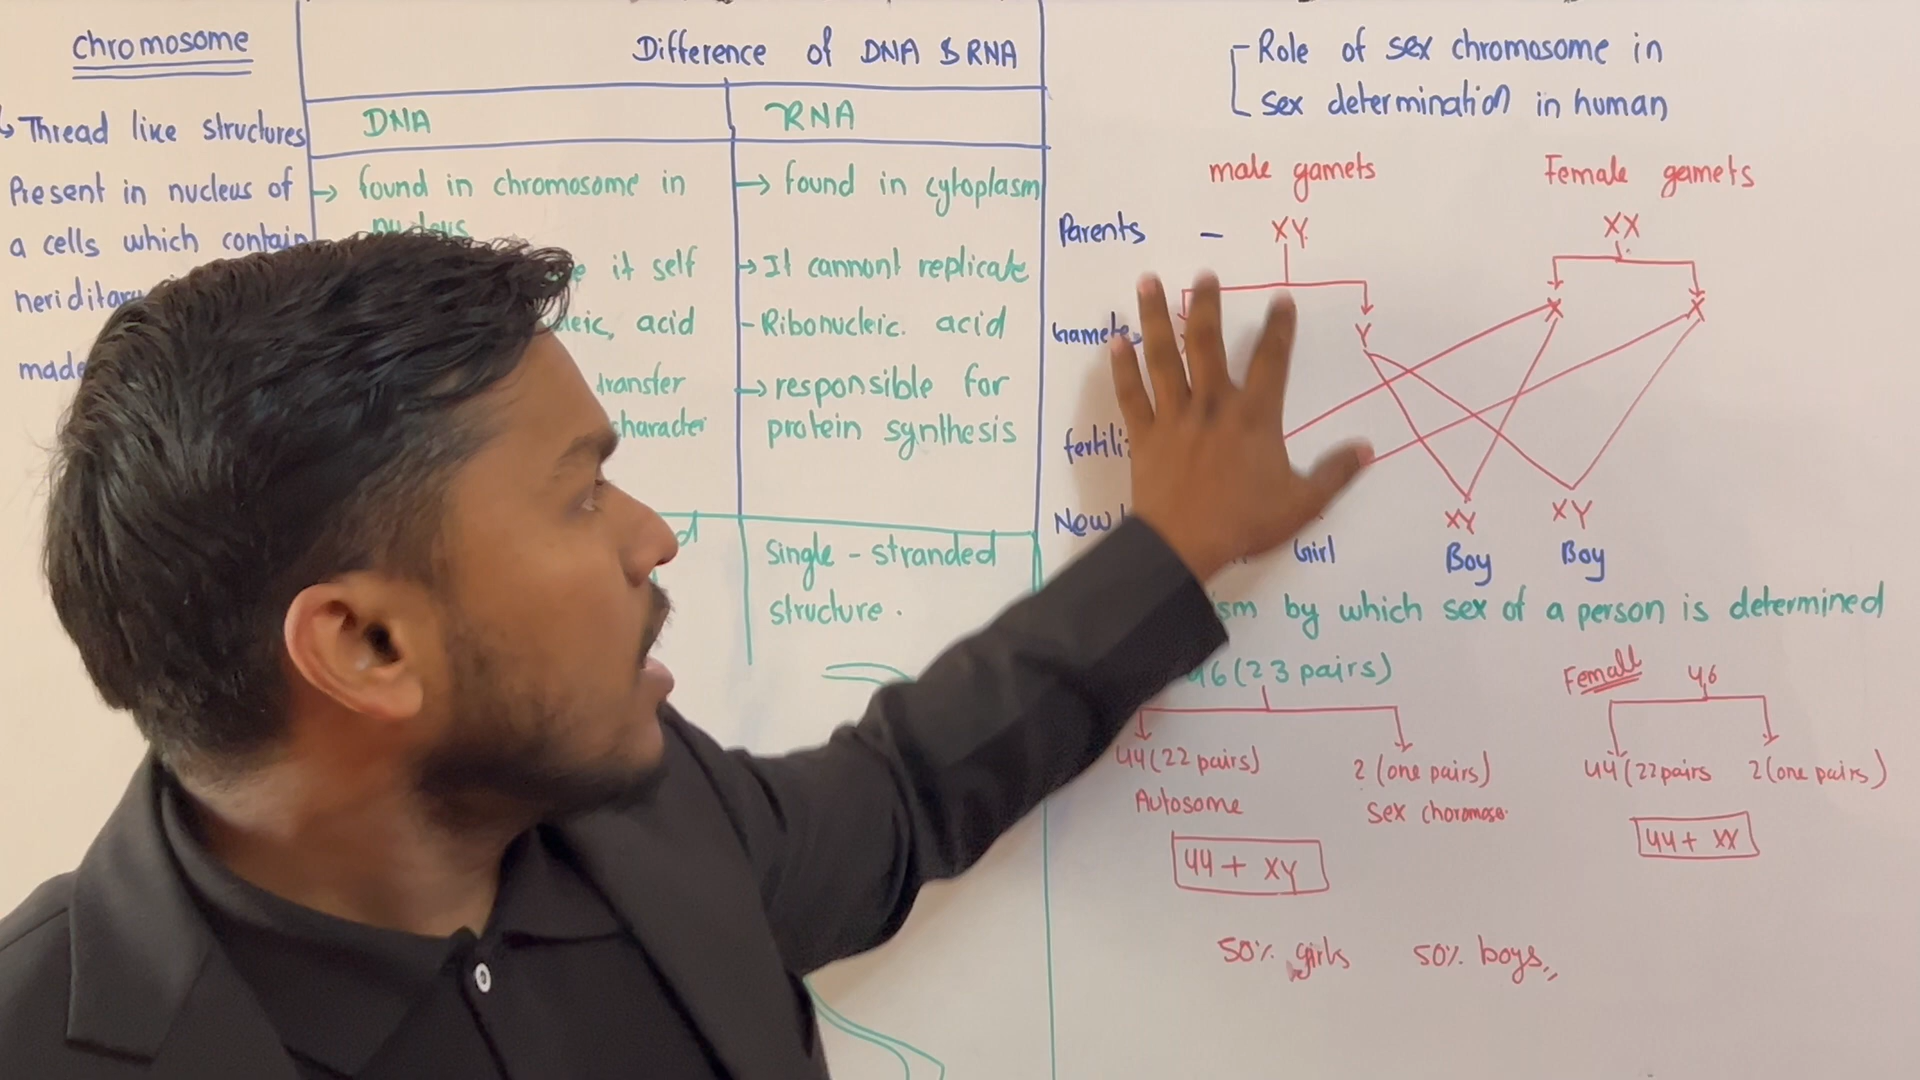 Chromosome
↳ Thread like structures
Present in nucleus of
a cells which contain
heriditary
made
Difference of DNA & RNA
DNA
RNA
→ found in chromosome in
nucleus
it self
acid
transfer
character
→ found in cytoplasm
→ It cannont replicate
- Ribonucleic. acid
→ responsible for
protein synthesis
Single - stranded
structure.
Role of sex chromosome in
sex determination in human
male gamets
Female gamets
Parents - XY
XX
Gametes
Y
X
X
New
XY
XY
Girl
Boy
Boy
by which sex of a person is determined
46 (23 pairs)
Female 46
44 (22 pairs)
2 (one pairs)
44 (22 pairs
2 (one pairs)
Autosome
Sex choromoso.
44 + XY
44 + XX
50% girls
50% boys,,